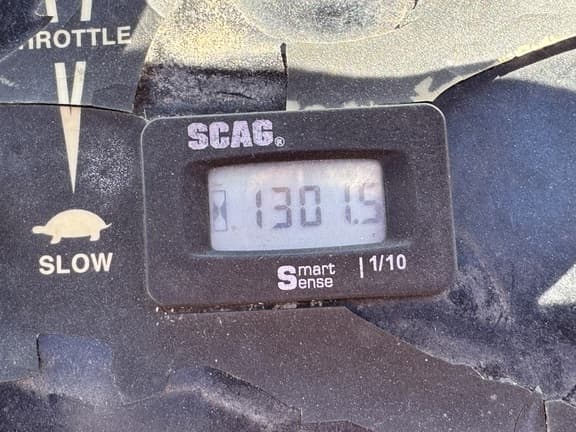 THROTTLE
SLOW
SCAG®
1301.5
Smart Sense
1/10